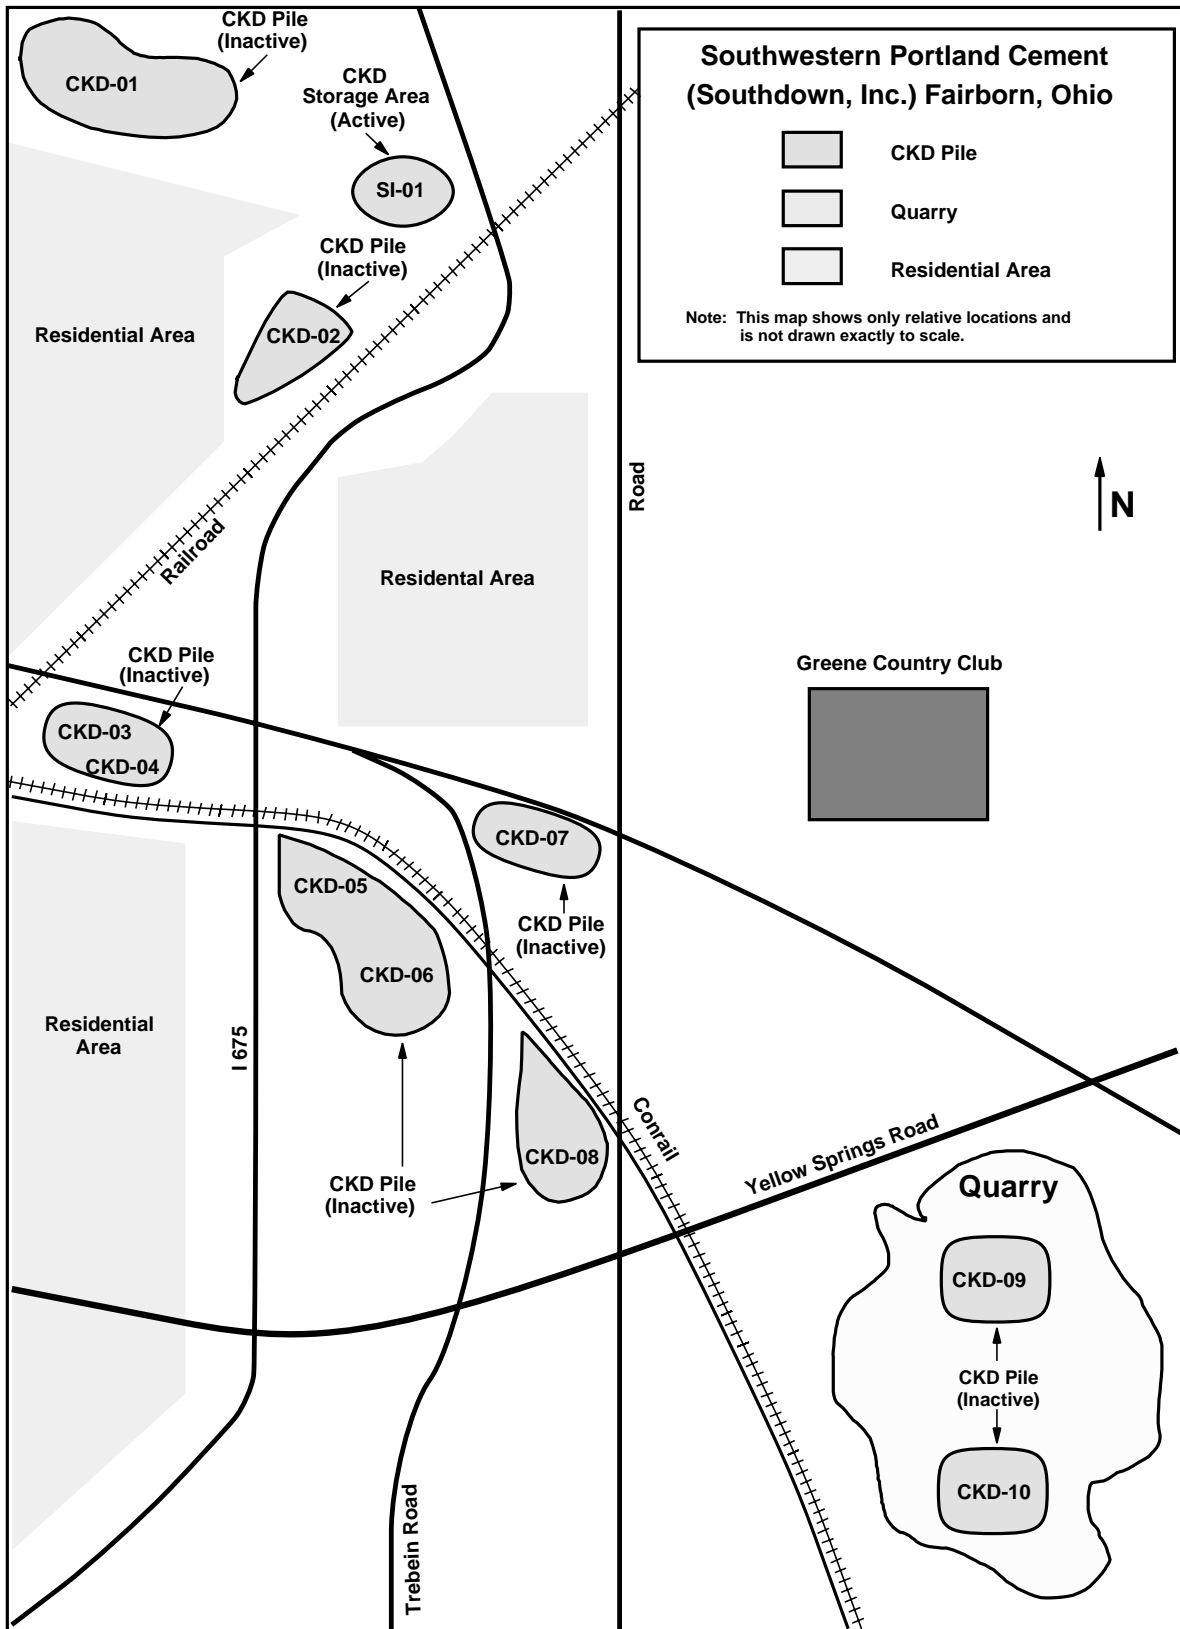 CKD Pile
(Inactive)
CKD-01
CKD
Storage Area
(Active)
SI-01
CKD Pile
(Inactive)
CKD-02
Residential Area
Southwestern Portland Cement
(Southdown, Inc.) Fairborn, Ohio
CKD Pile
Quarry
Residential Area
Note: This map shows only relative locations and
is not drawn exactly to scale.
Road
N
Railroad
Residental Area
CKD Pile
(Inactive)
CKD-03
CKD-04
Greene Country Club
CKD-07
CKD Pile
(Inactive)
CKD-05
CKD-06
Residential
Area
I 675
CKD-08
CKD Pile
(Inactive)
Conrail
Yellow Springs Road
Quarry
CKD-09
CKD Pile
(Inactive)
CKD-10
Trebein Road